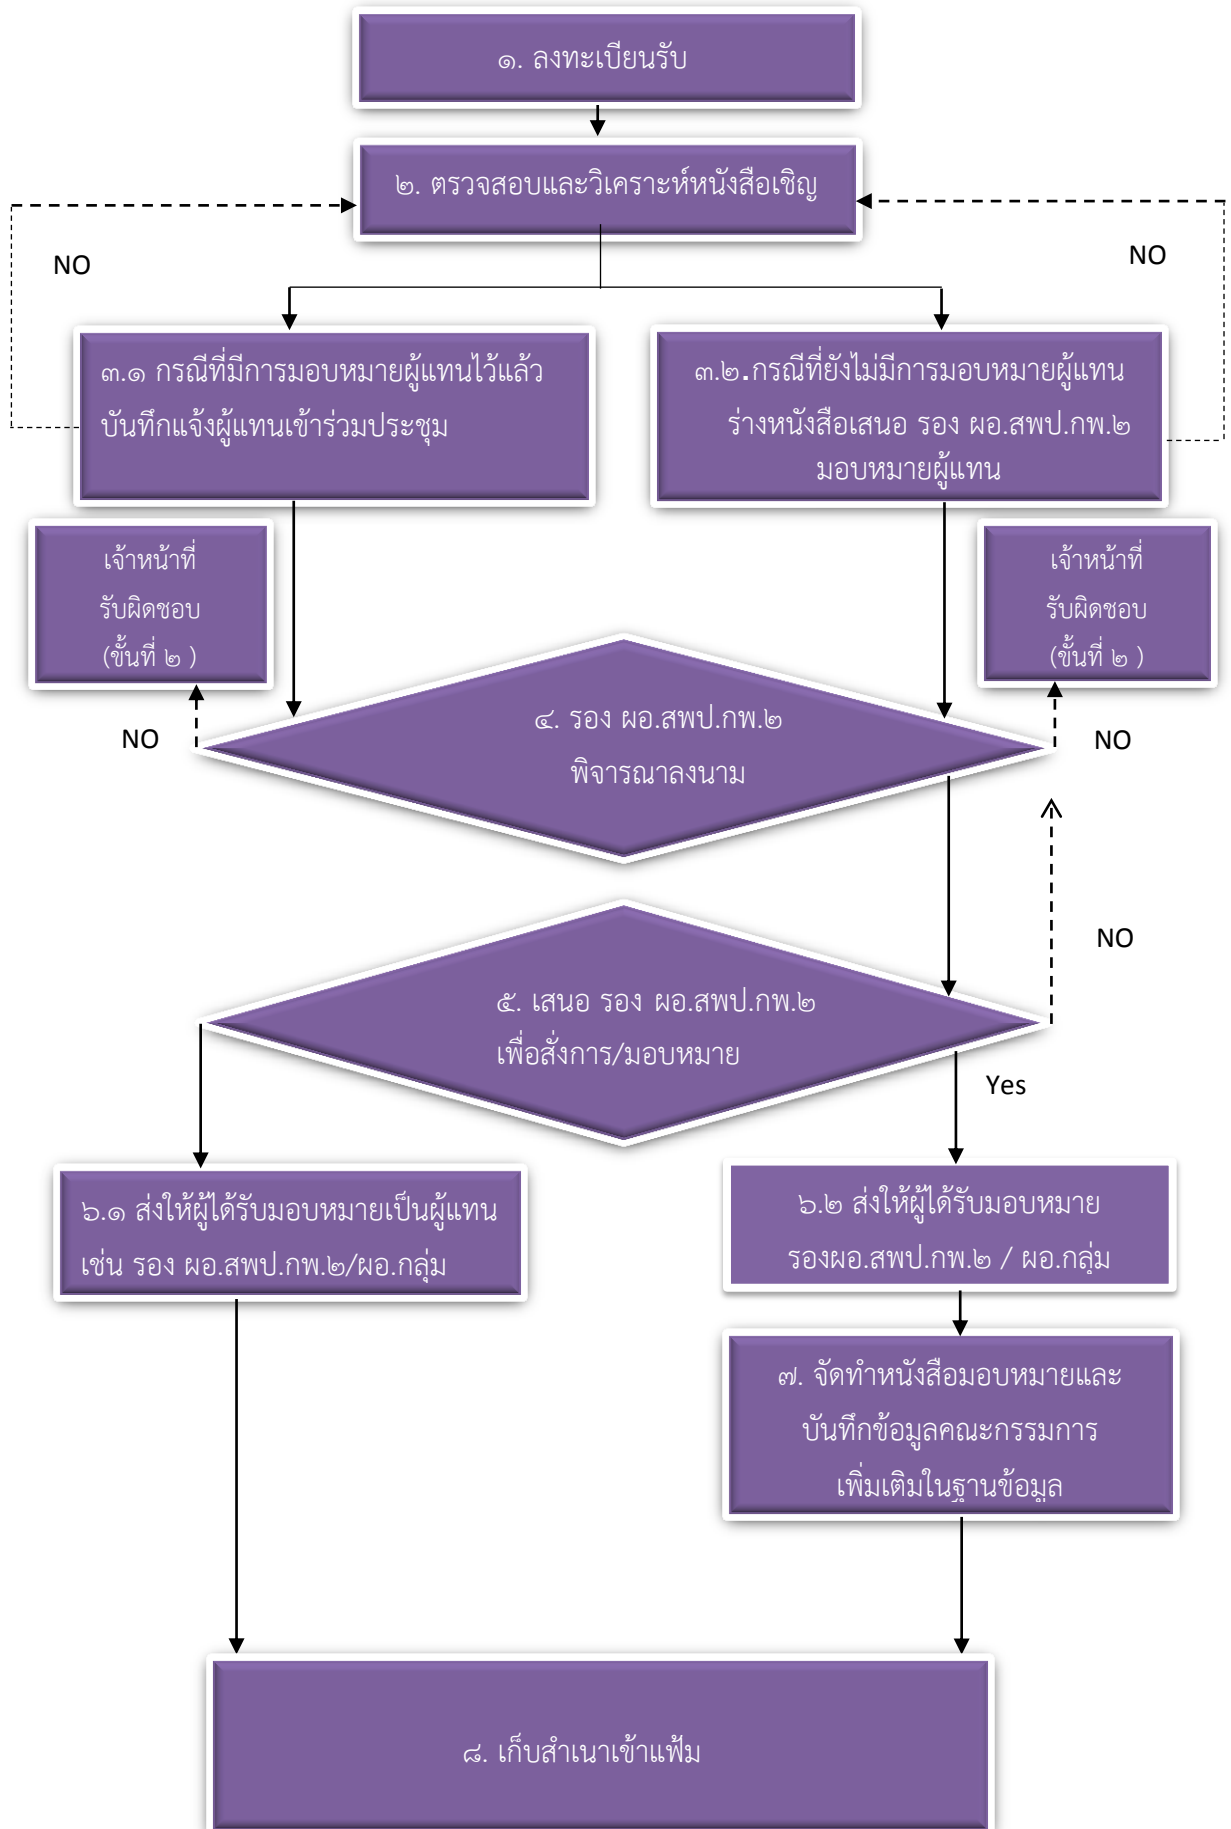 ๑. ลงทะเบียนรับ
๒. ตรวจสอบและวิเคราะห์หนังสือเชิญ
NO
NO
๓.๑ กรณีที่มีการมอบหมายผู้แทนไว้แล้ว
บันทึกแจ้งผู้แทนเข้าร่วมประชุม
๓.๒.กรณีที่ยังไม่มีการมอบหมายผู้แทน
ร่างหนังสือเสนอ รอง ผอ.สพป.กพ.๒
มอบหมายผู้แทน
เจ้าหน้าที่
รับผิดชอบ
(ขั้นที่ ๒ )
เจ้าหน้าที่
รับผิดชอบ
(ขั้นที่ ๒ )
NO
๔. รอง ผอ.สพป.กพ.๒
พิจารณาลงนาม
NO
NO
๕. เสนอ รอง ผอ.สพป.กพ.๒
เพื่อสั่งการ/มอบหมาย
Yes
๖.๑ ส่งให้ผู้ได้รับมอบหมายเป็นผู้แทน
เช่น รอง ผอ.สพป.กพ.๒/ผอ.กลุ่ม
๖.๒ ส่งให้ผู้ได้รับมอบหมาย
รองผอ.สพป.กพ.๒ / ผอ.กลุ่ม
๗. จัดทำหนังสือมอบหมายและ
บันทึกข้อมูลคณะกรรมการ
เพิ่มเติมในฐานข้อมูล
๘. เก็บสำเนาเข้าแฟ้ม